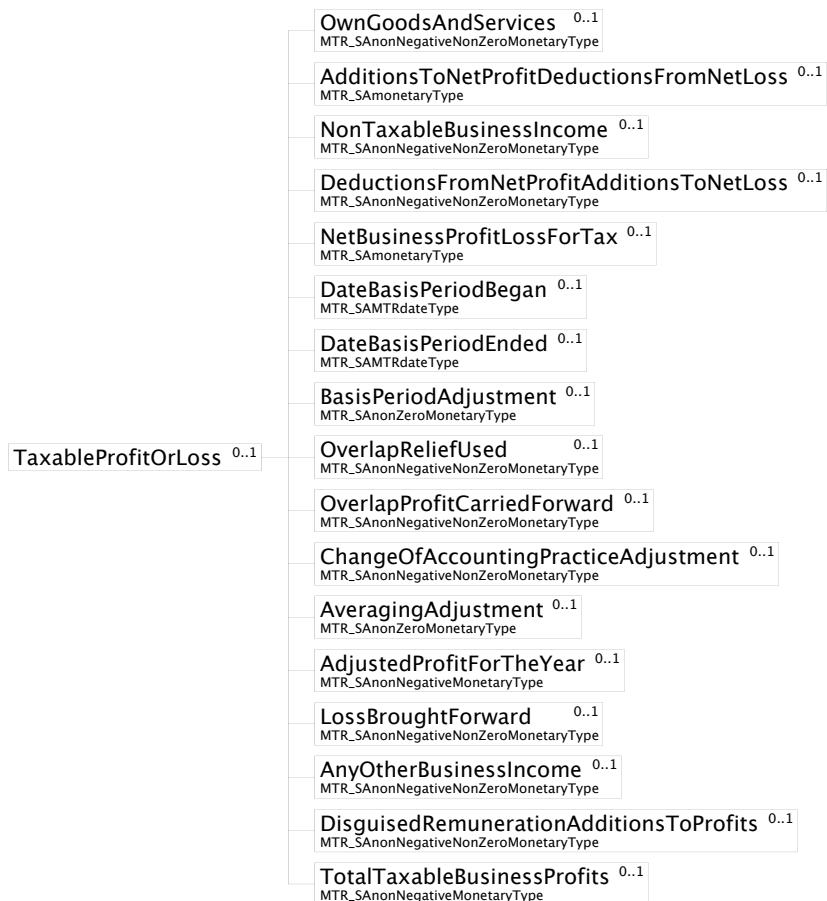 OwnGoodsAndServices 0..1
MTR_SAnonNegativeNonZeroMonetaryType
AdditionsToNetProfitDeductionsFromNetLoss 0..1
MTR_SAmonetaryType
NonTaxableBusinessIncome 0..1
MTR_SAnonNegativeNonZeroMonetaryType
DeductionsFromNetProfitAdditionsToNetLoss 0..1
MTR_SAnonNegativeNonZeroMonetaryType
NetBusinessProfitLossForTax 0..1
MTR_SAmonetaryType
DateBasisPeriodBegan 0..1
MTR_SAMTRdateType
DateBasisPeriodEnded 0..1
MTR_SAMTRdateType
BasisPeriodAdjustment 0..1
MTR_SAnonZeroMonetaryType
TaxableProfitOrLoss 0..1
OverlapReliefUsed 0..1
MTR_SAnonNegativeNonZeroMonetaryType
OverlapProfitCarriedForward 0..1
MTR_SAnonNegativeNonZeroMonetaryType
ChangeOfAccountingPracticeAdjustment 0..1
MTR_SAnonNegativeNonZeroMonetaryType
AveragingAdjustment 0..1
MTR_SAnonZeroMonetaryType
AdjustedProfitForTheYear 0..1
MTR_SAnonNegativeMonetaryType
LossBroughtForward 0..1
MTR_SAnonNegativeNonZeroMonetaryType
AnyOtherBusinessIncome 0..1
MTR_SAnonNegativeNonZeroMonetaryType
DisguisedRemunerationAdditionsToProfits 0..1
MTR_SAnonNegativeNonZeroMonetaryType
TotalTaxableBusinessProfits 0..1
MTR_SAnonNegativeMonetaryType